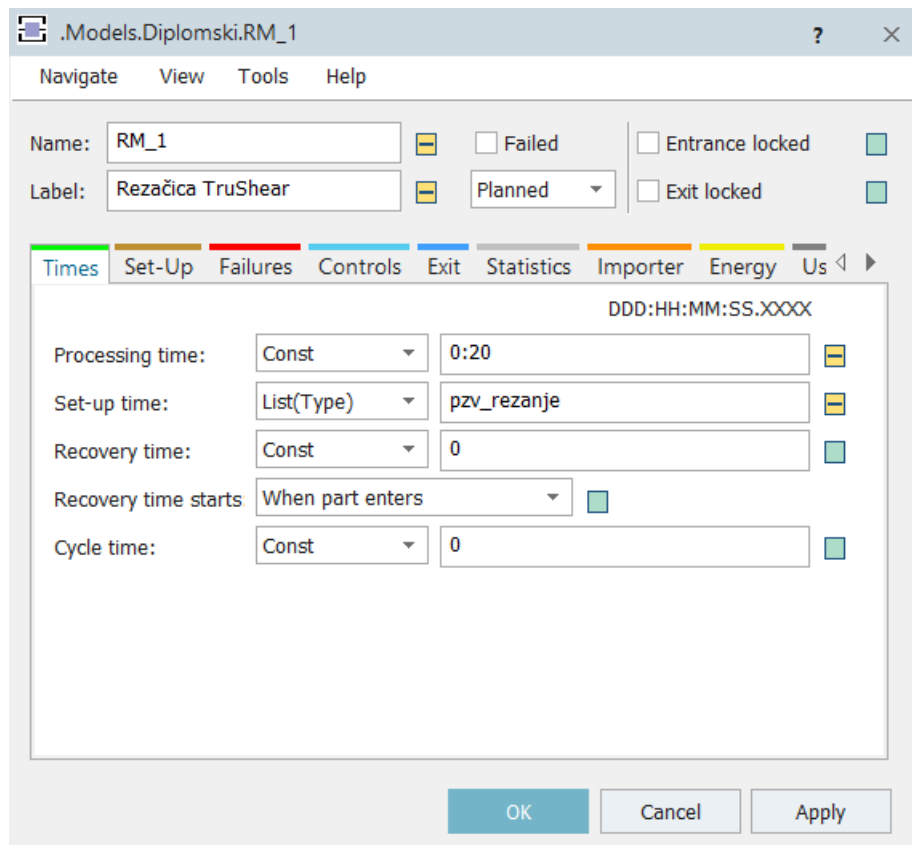 .Models.Diplomski.RM_1 ?
Navigate View Tools Help
Name: RM_1 Failed Entrance locked
Label: Rezačica TruShear Planned Exit locked
Times Set-Up Failures Controls Exit Statistics Importer Energy Us
DDD:HH:MM:SS.XXXX
Processing time: Const 0:20
Set-up time: List(Type) pzv_rezanje
Recovery time: Const 0
Recovery time starts When part enters
Cycle time: Const 0
OK Cancel Apply